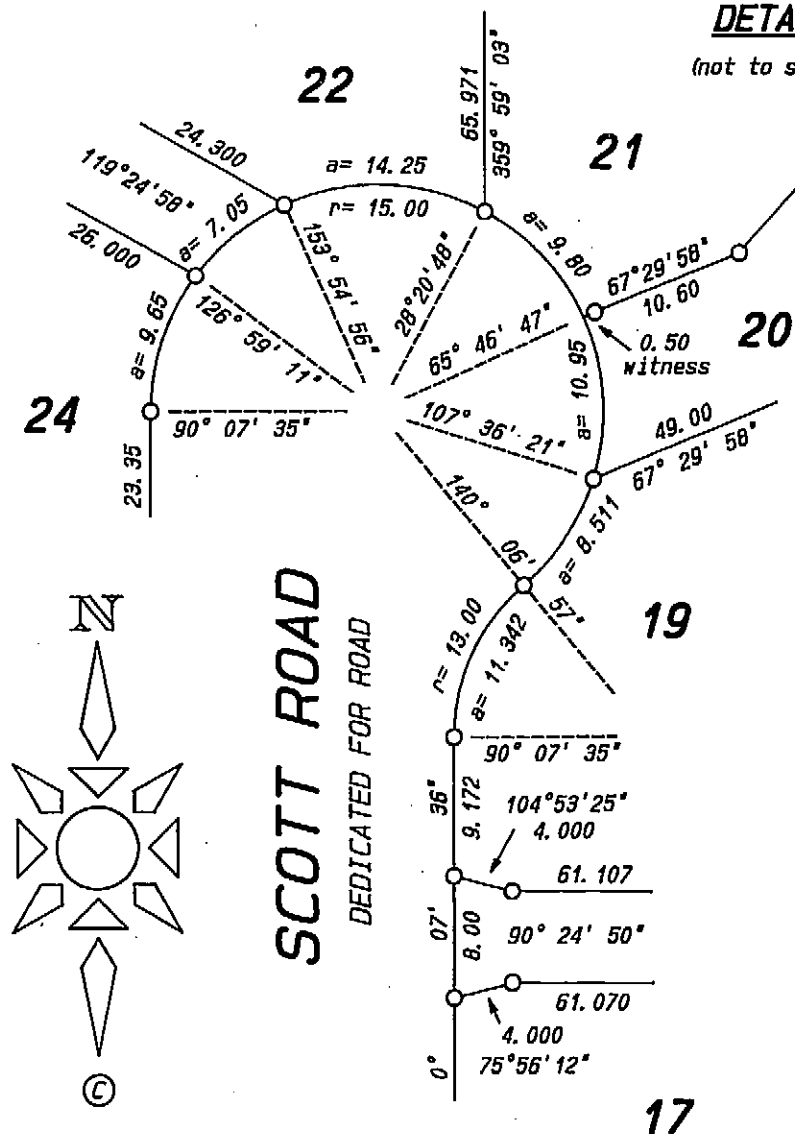 DETA
(not to s
22
21
20
24
19
17
24.300
119°24'58"
26.000
a= 14.25
r= 15.00
a= 7.05
a= 9.65
65.971
359° 59' 03"
a= 9.80
67°29'58"
10.60
0.50
witness
153° 54' 56"
28°20'48"
126° 59' 11"
65° 46' 47"
a= 10.95
107° 36' 21"
90° 07' 35"
23.35
49.00
67° 29' 58"
140° 06' 57"
a= 8.511
r= 13.00
a= 11.342
90° 07' 35"
N
SCOTT ROAD
DEDICATED FOR ROAD
0° 07' 36"
9.172
104°53'25"
4.000
61.107
8.00
90° 24' 50"
61.070
4.000
75°56'12"
C